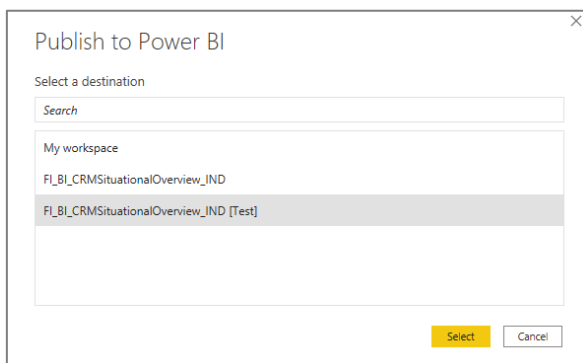 Publish to Power BI
Select a destination
Search
My workspace
FI_BI_CRMSituationalOverview_IND
FI_BI_CRMSituationalOverview_IND [Test]
Select Cancel